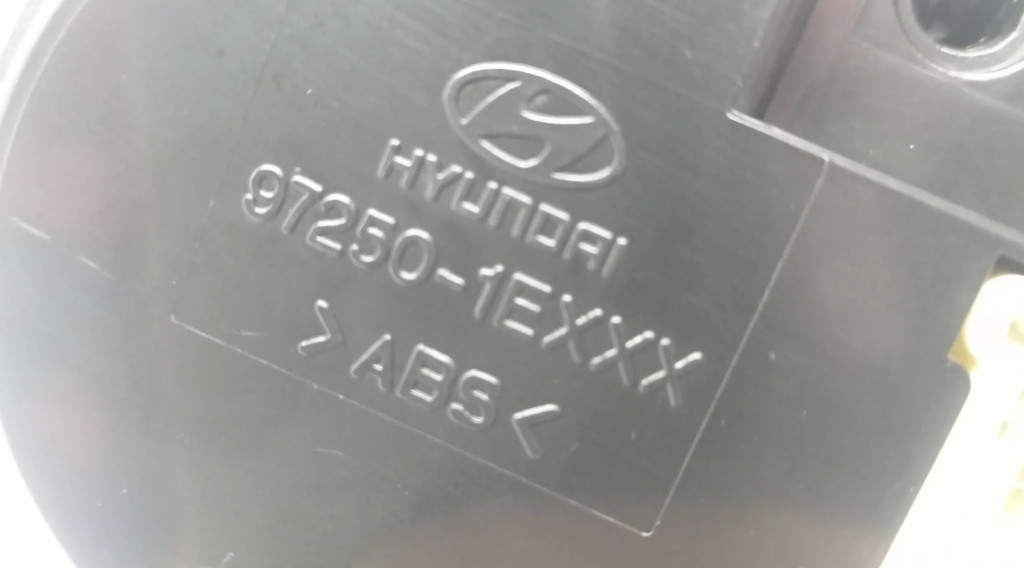 HYUNDAI
97250-1EXXX
>ABS<